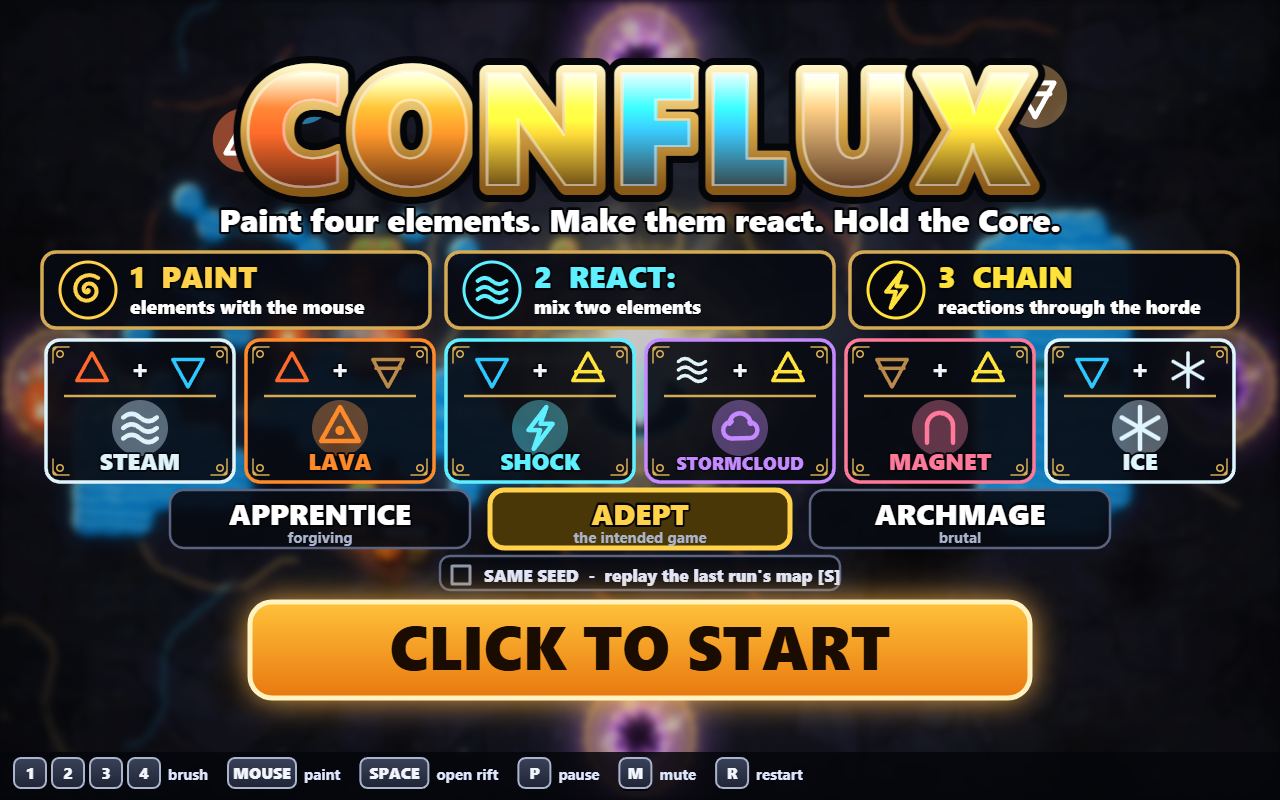 CONFLUX
Paint four elements. Make them react. Hold the Core.
1 PAINT
elements with the mouse
2 REACT:
mix two elements
3 CHAIN
reactions through the horde
+ + + + + +
STEAM LAVA SHOCK STORMCLOUD MAGNET ICE
APPRENTICE
forgiving
ADEPT
the intended game
ARCHMAGE
brutal
SAME SEED - replay the last run's map [S]
CLICK TO START
1 2 3 4 brush MOUSE paint SPACE open rift P pause M mute R restart